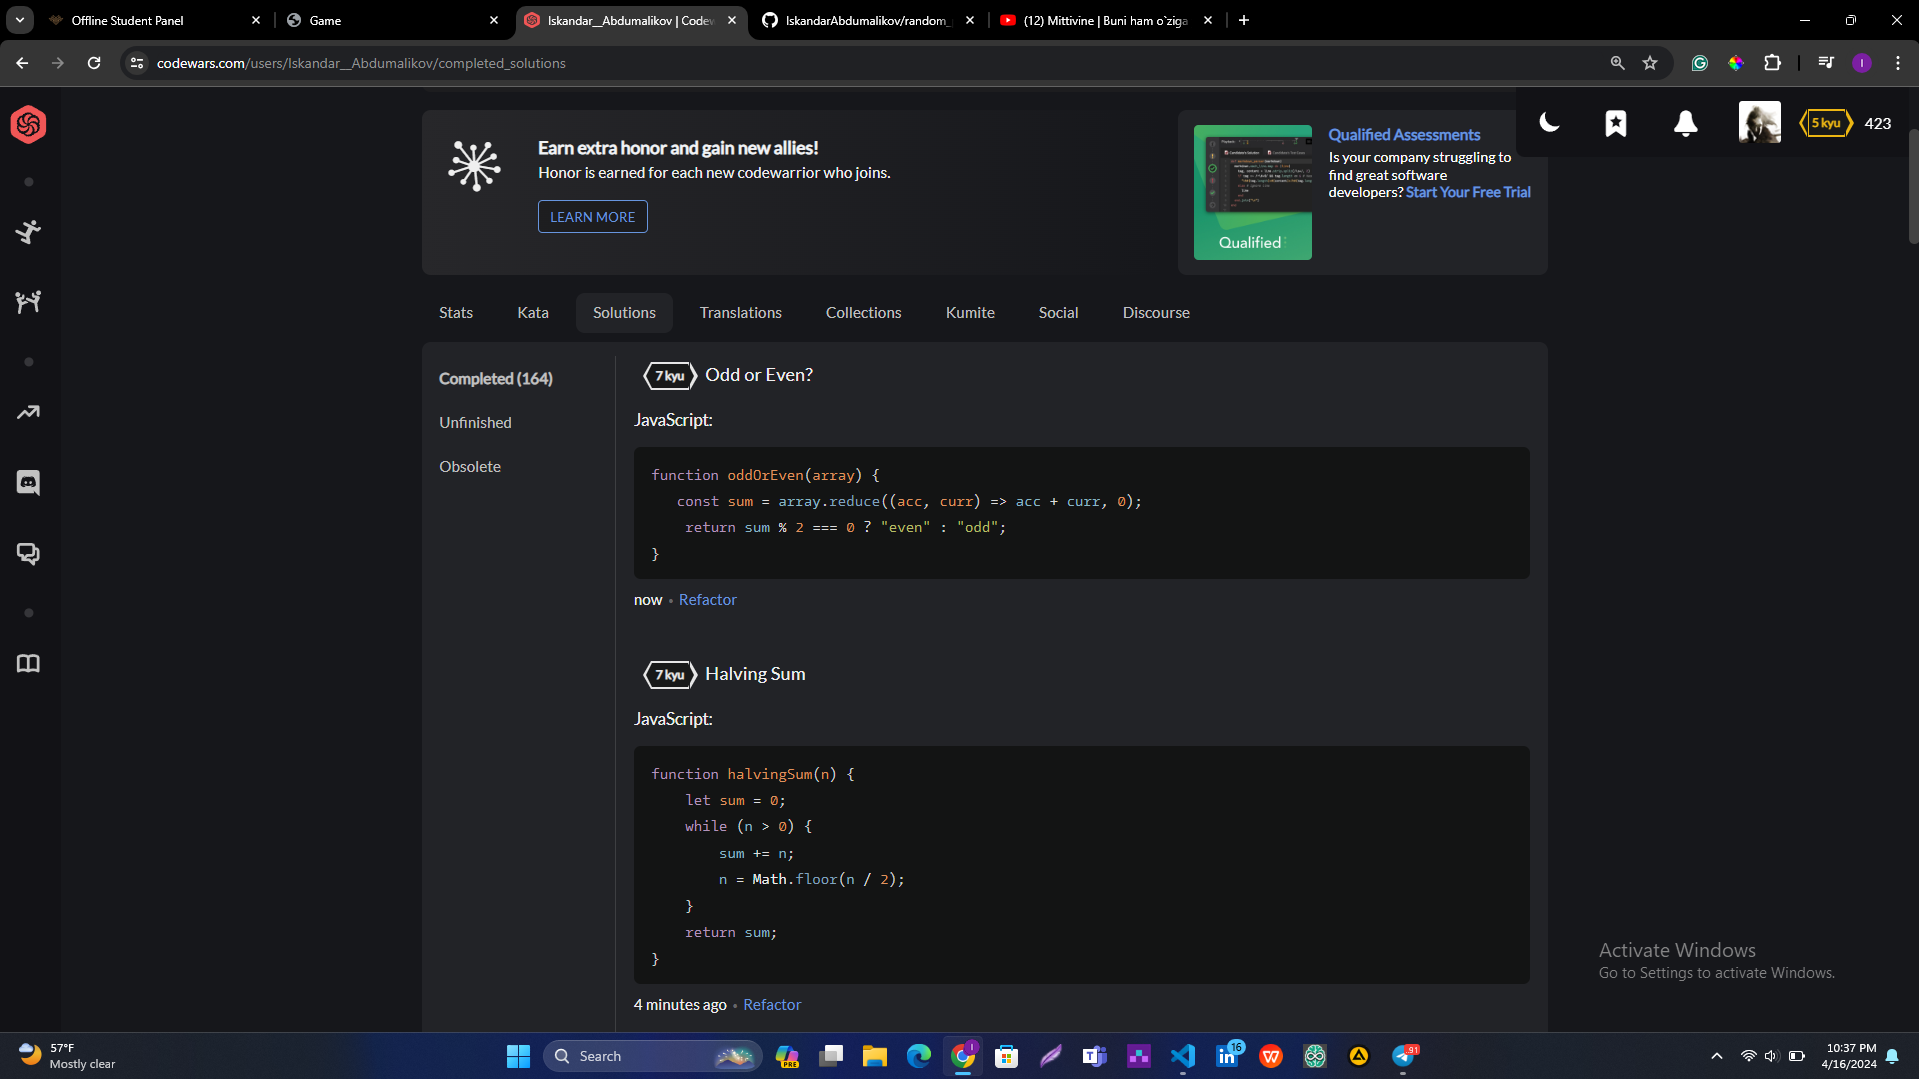 Offline Student Panel
Game
Iskandar__Abdumalikov | Codew
IskandarAbdumalikov/random_
(12) Mittivine | Buni ham o`ziga
codewars.com/users/Iskandar__Abdumalikov/completed_solutions
Earn extra honor and gain new allies!
Honor is earned for each new codewarrior who joins.
LEARN MORE
Qualified
Qualified Assessments
Is your company struggling to
find great software
developers? Start Your Free Trial
5 kyu
423
Stats
Kata
Solutions
Translations
Collections
Kumite
Social
Discourse
Completed (164)
Unfinished
Obsolete
7 kyu Odd or Even?
JavaScript:
function oddOrEven(array) {
   const sum = array.reduce((acc, curr) => acc + curr, 0);
    return sum % 2 === 0 ? "even" : "odd";
}
now • Refactor
7 kyu Halving Sum
JavaScript:
function halvingSum(n) {
    let sum = 0;
    while (n > 0) {
        sum += n;
        n = Math.floor(n / 2);
    }
    return sum;
}
4 minutes ago • Refactor
Activate Windows
Go to Settings to activate Windows.
57°F
Mostly clear
Search
PRE
16
91
10:37 PM
4/16/2024